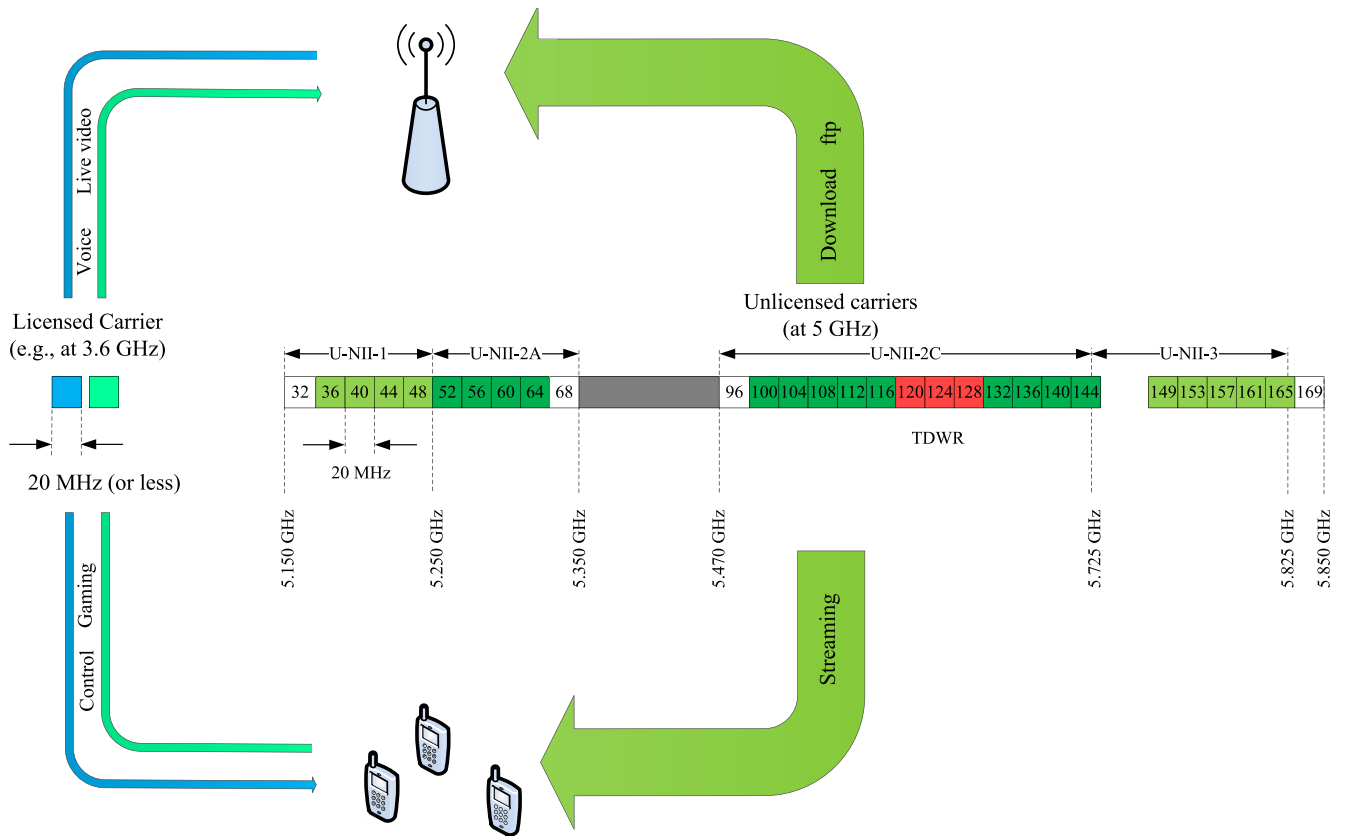 Voice Live video
Download ftp
Licensed Carrier
(e.g., at 3.6 GHz)
Unlicensed carriers
(at 5 GHz)
U-NII-1
U-NII-2A
U-NII-2C
U-NII-3
32 36 40 44 48 52 56 60 64 68 96 100 104 108 112 116 120 124 128 132 136 140 144 149 153 157 161 165 169
TDWR
20 MHz
20 MHz (or less)
5.150 GHz
5.250 GHz
5.350 GHz
5.470 GHz
5.725 GHz
5.825 GHz
5.850 GHz
Control Gaming
Streaming